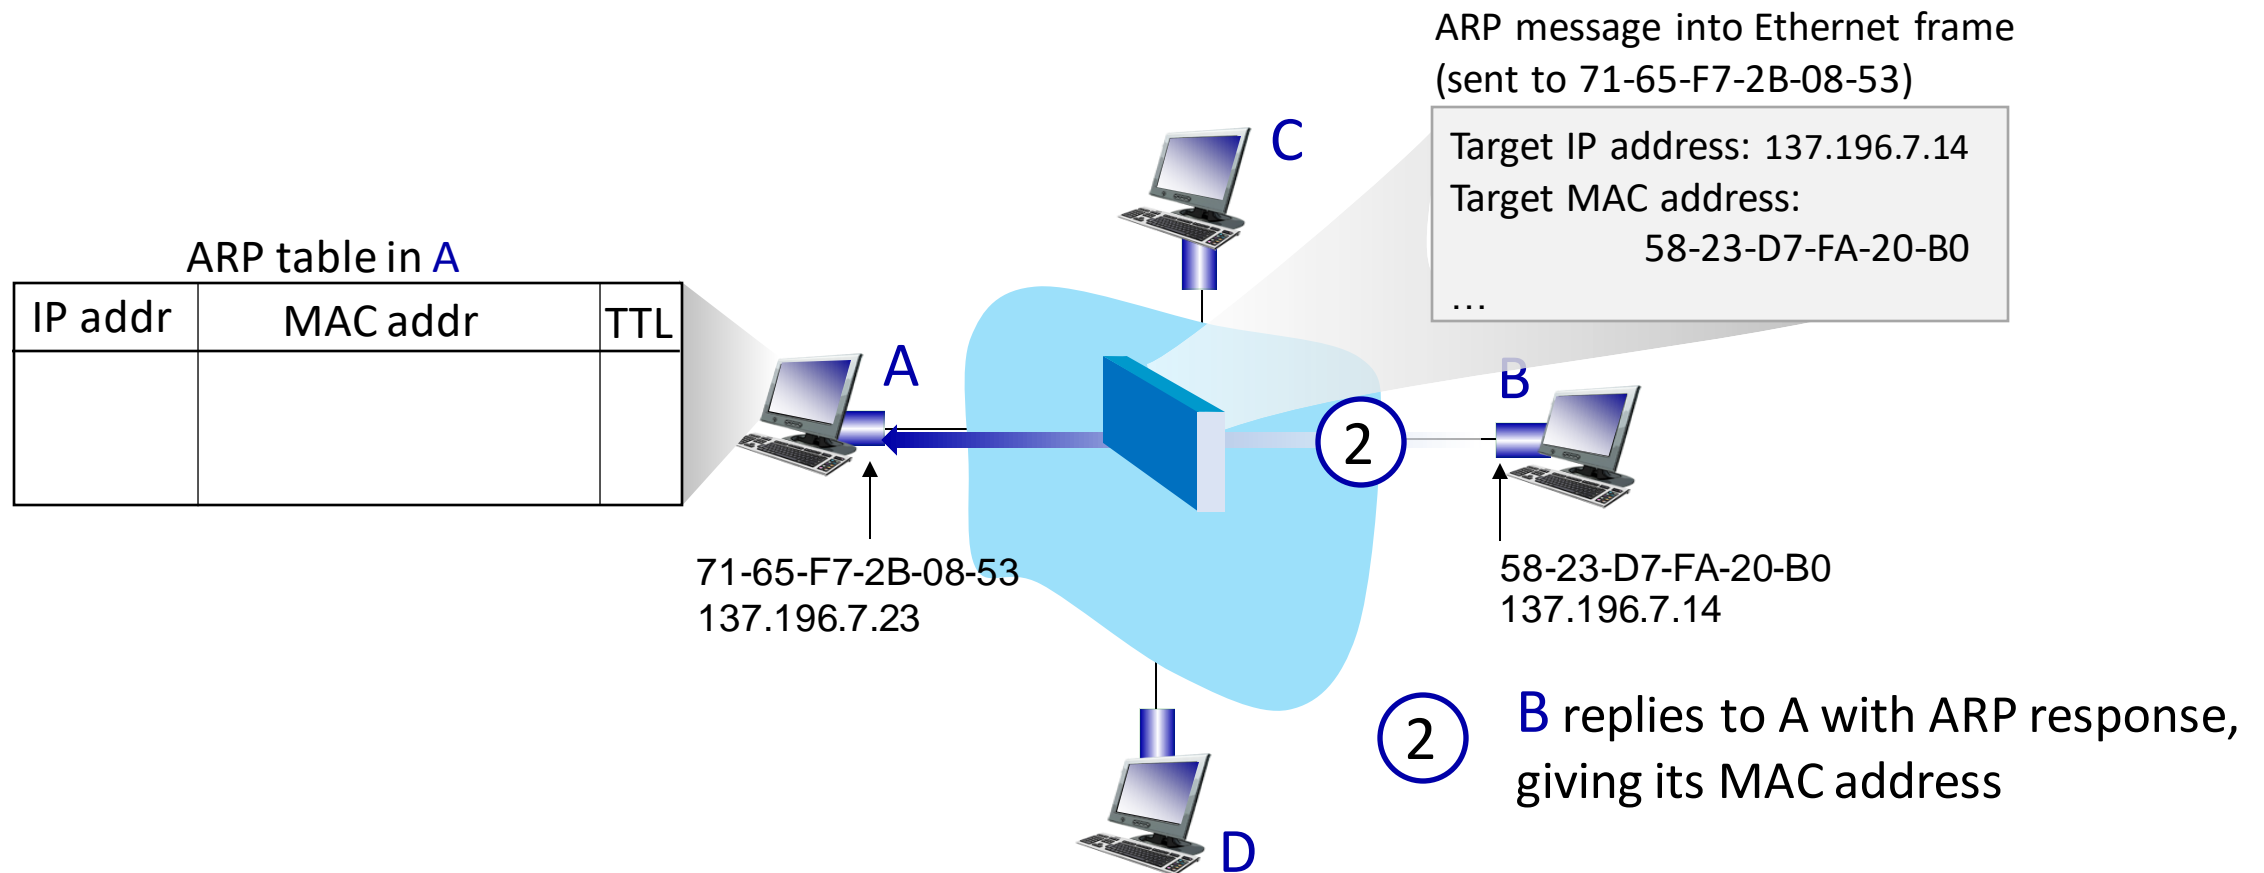 ARP message into Ethernet frame
(sent to 71-65-F7-2B-08-53)
Target IP address: 137.196.7.14
Target MAC address:
58-23-D7-FA-20-B0
…
C
ARP table in A
IP addr MAC addr TTL
A
B
2
71-65-F7-2B-08-53
137.196.7.23
58-23-D7-FA-20-B0
137.196.7.14
2
B replies to A with ARP response,
giving its MAC address
D